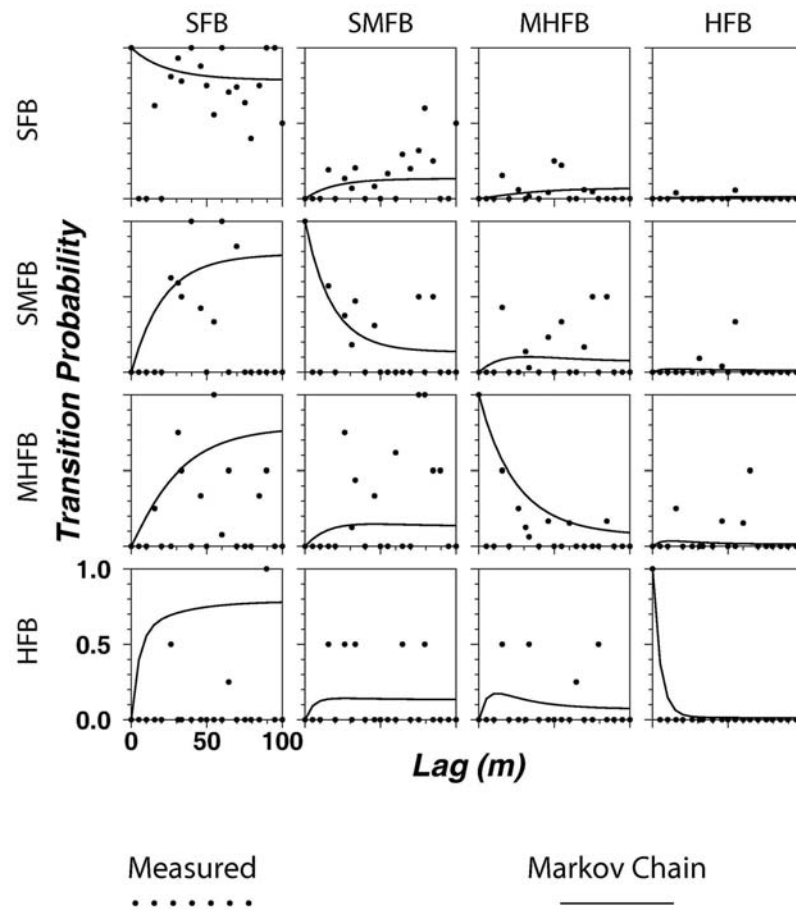 SFB SMFB MHFB HFB
SFB
SMFB
MHFB
HFB
Transition Probability
1.0
0.5
0.0
0 50 100
Lag (m)
Measured Markov Chain